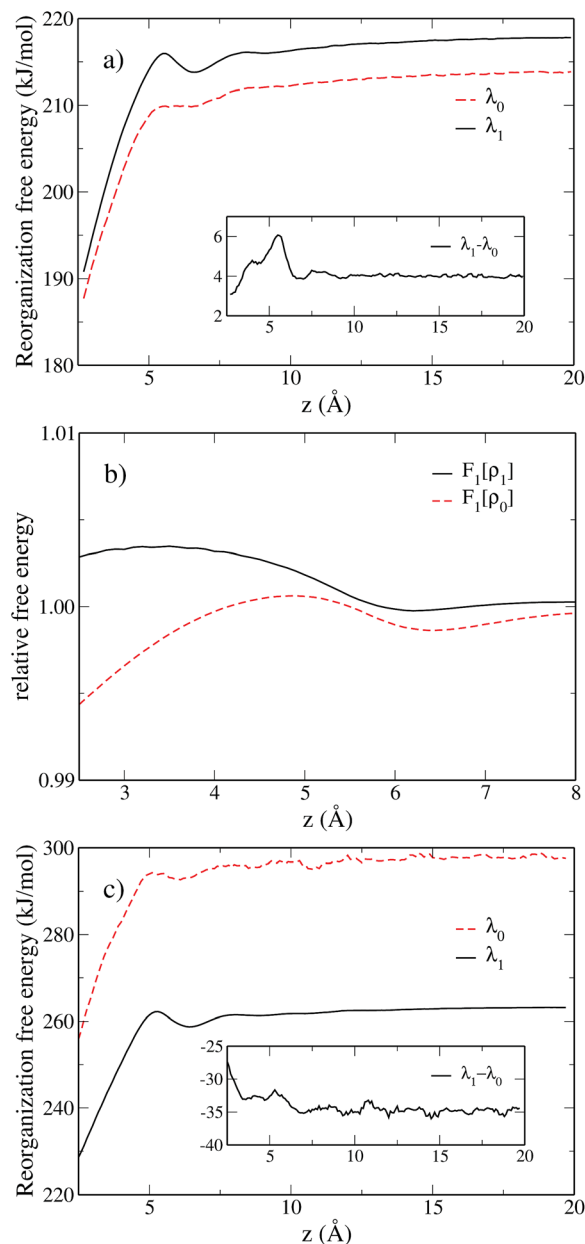 220
a)
210
λ0
λ1
200
6
λ1-λ0
190
4
2
5 10 15 20
180
5 10 15 20
z (Å)
Reorganization free energy (kJ/mol)
1.01
b)
F1[ρ1]
F1[ρ0]
1.00
0.99
3 4 5 6 7 8
z (Å)
relative free energy
300
c)
280
λ0
λ1
260
-25
λ1−λ0
-30
240
-35
-40
5 10 15 20
220
5 10 15 20
z (Å)
Reorganization free energy (kJ/mol)